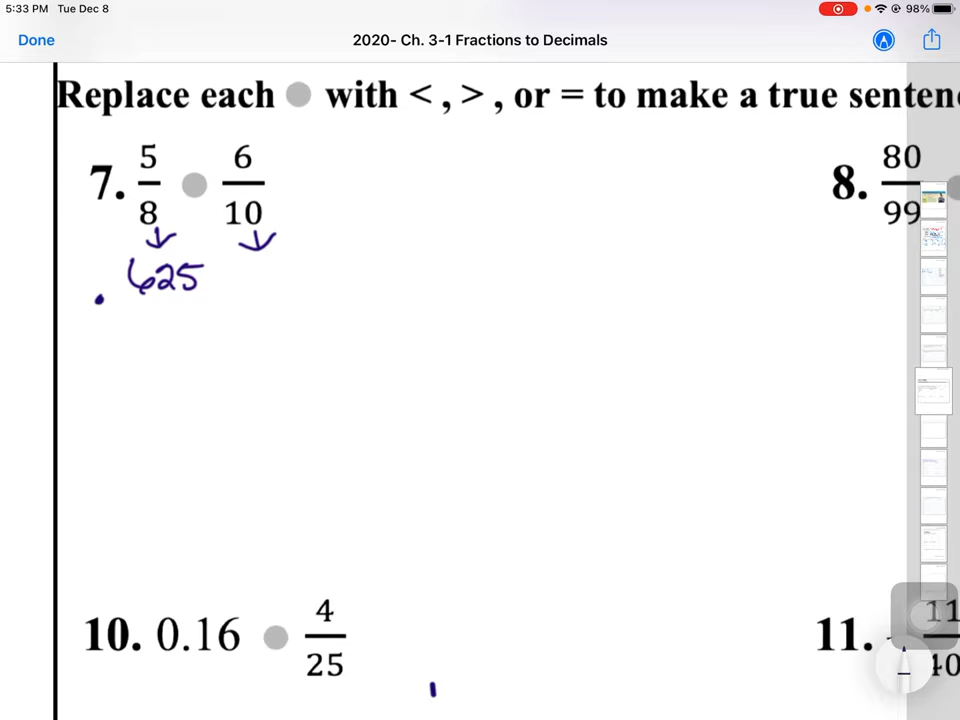 5:33 PM Tue Dec 8 98%
Done 2020- Ch. 3-1 Fractions to Decimals
Replace each with < , > , or = to make a true senten
7. 5/8 6/10
8. 80/99
.625
10. 0.16 4/25
11. - 11/40